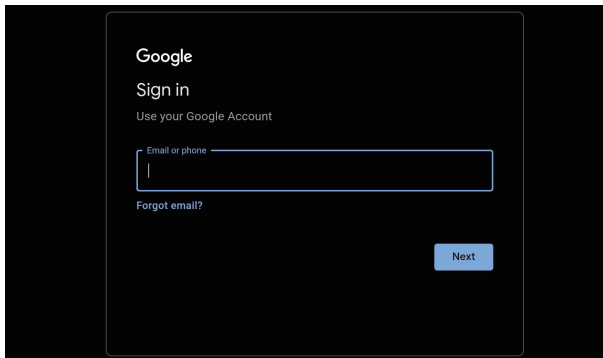 Google
Sign in
Use your Google Account
Email or phone
Forgot email?
Next